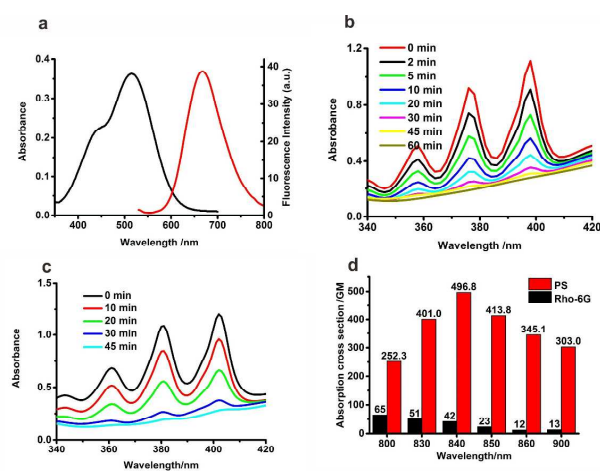 a
0.4
0.3
0.2
0.1
0.0
Absorbance
400
500
600
700
800
Wavelength /nm
40
30
20
10
0
Fluorescence Intensity (a.u.)
b
1.2
0.8
0.4
0.0
Absrobance
0 min
2 min
5 min
10 min
20 min
30 min
45 min
60 min
340
360
380
400
420
Wavelength /nm
c
1.5
1.0
0.5
0.0
Absorbance
0 min
10 min
20 min
30 min
45 min
340
360
380
400
420
Wavelength /nm
d
500
400
300
200
100
0
Absorption cross section /GM
PS
Rho-6G
252.3
401.0
496.8
413.8
345.1
303.0
65
51
42
23
12
13
800
830
840
850
860
900
Wavelength/nm